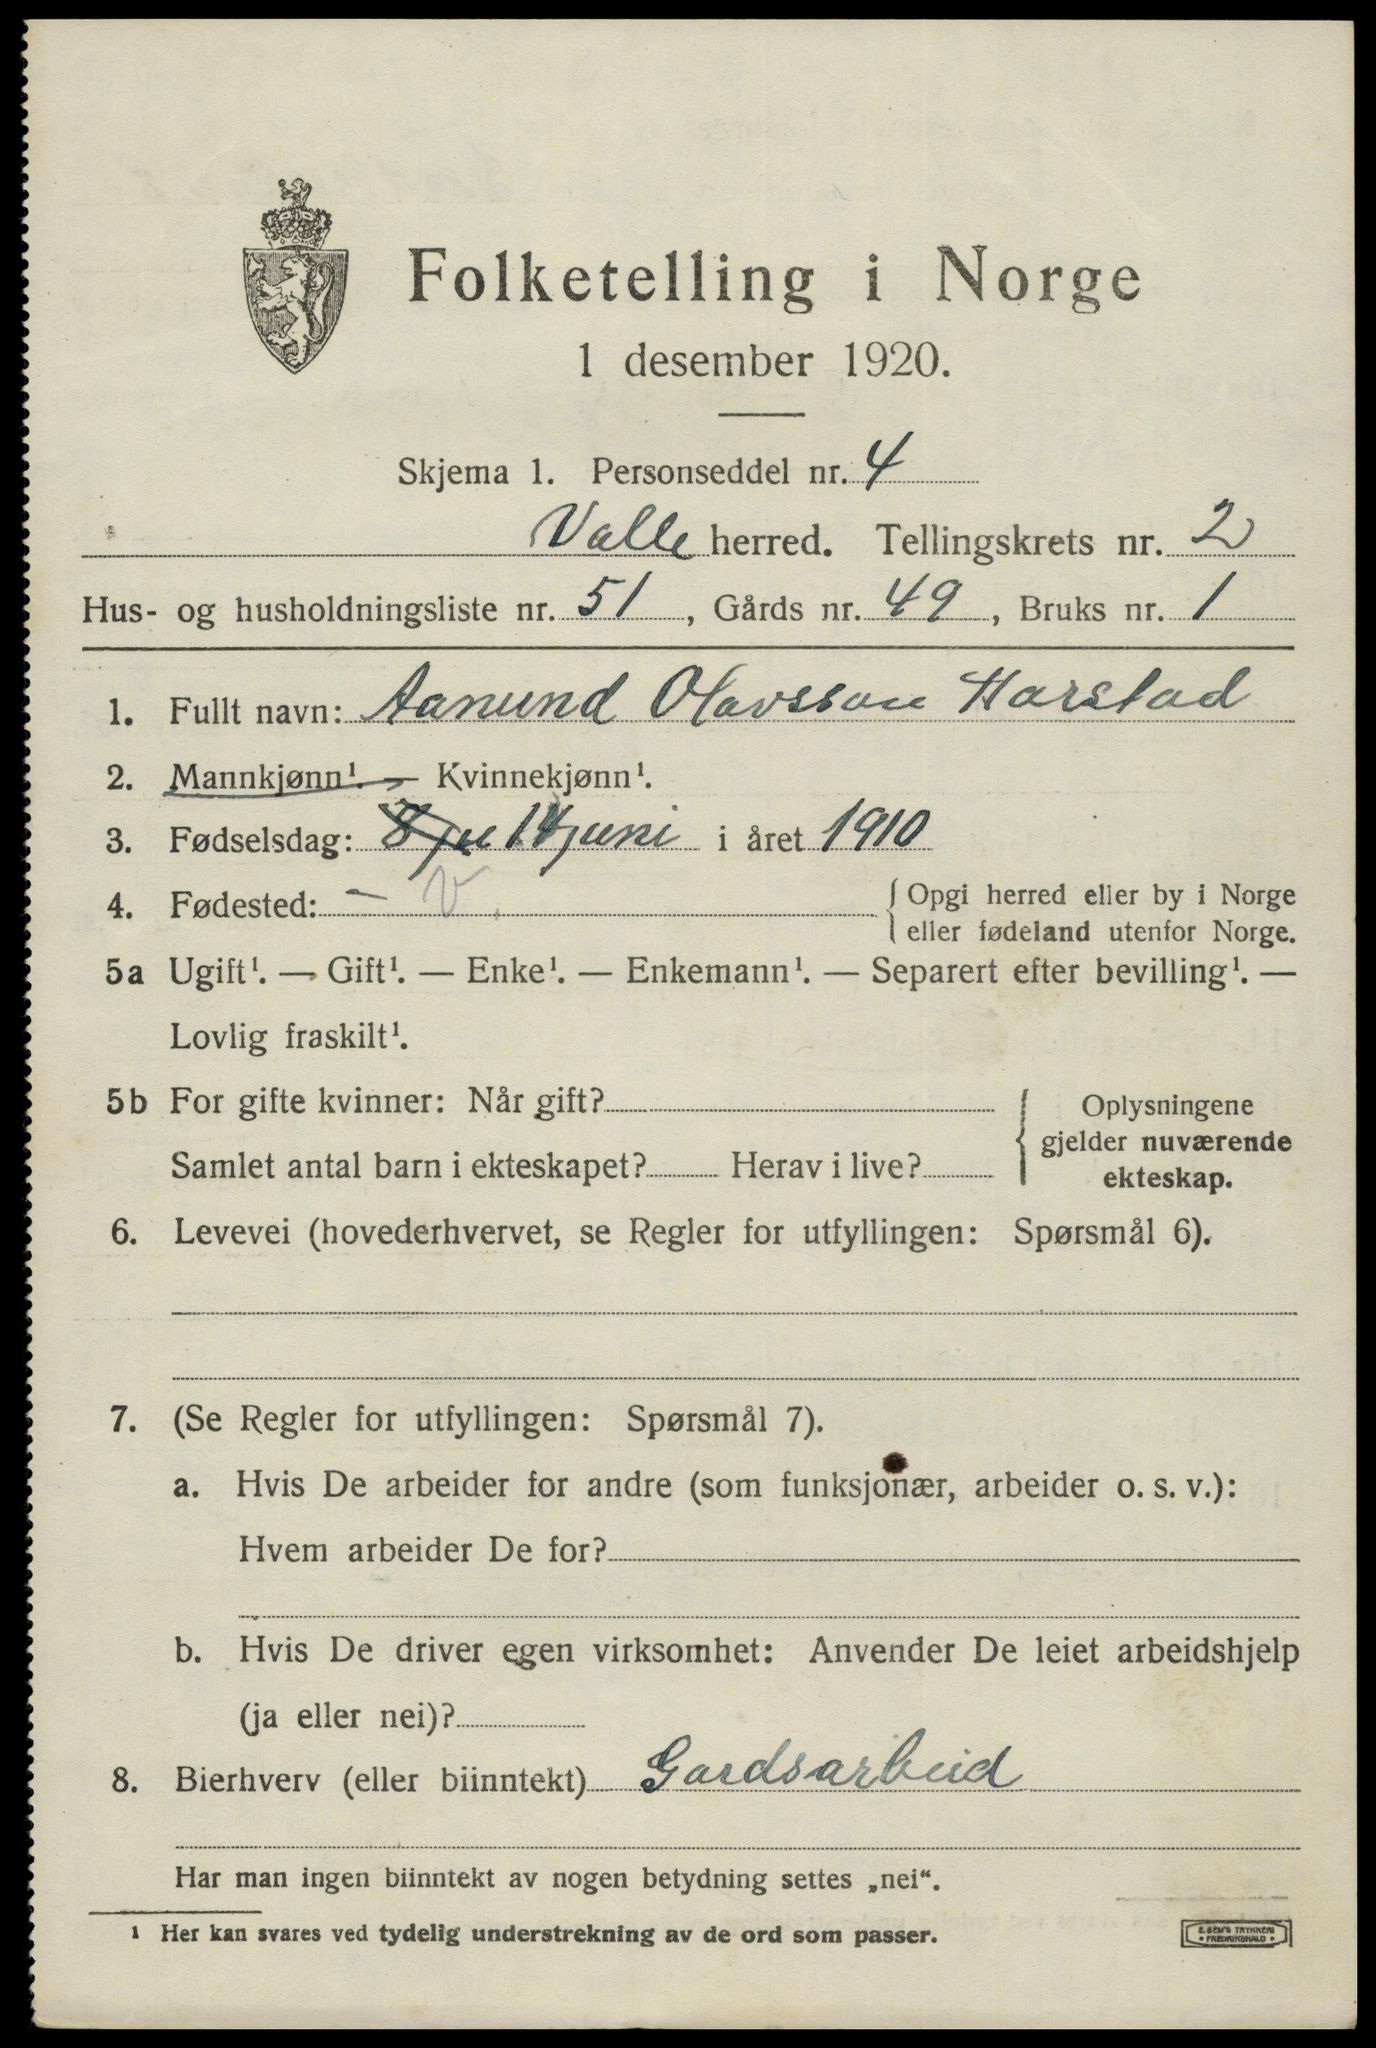 Folketelling i Norge
1 desember 1920.
Skjema 1. Personseddel nr. 4
Valle herred. Tellingskrets nr. 2
Hus- og husholdningsliste nr. 51, Gårds nr. 49, Bruks nr. 1
1. Fullt navn: Aanund Olavsson Harstad
2. Mannkjønn¹. — Kvinnekjønn¹.
3. Fødselsdag: 8 ju 14 juni i året 1910
4. Fødested: — V. { Opgi herred eller by i Norge
eller fødeland utenfor Norge.
5a Ugift¹. — Gift¹. — Enke¹. — Enkemann¹. — Separert efter bevilling¹. —
Lovlig fraskilt¹.
5b For gifte kvinner: Når gift? { Oplysningene
gjelder nuværende
Samlet antal barn i ekteskapet? Herav i live?
ekteskap.
6. Levevei (hovederhvervet, se Regler for utfyllingen: Spørsmål 6).
7. (Se Regler for utfyllingen: Spørsmål 7).
a. Hvis De arbeider for andre (som funksjonær, arbeider o. s. v.):
Hvem arbeider De for?
b. Hvis De driver egen virksomhet: Anvender De leiet arbeidshjelp
(ja eller nei)?
8. Bierhverv (eller biinntekt) Gardsarbeid
Har man ingen biinntekt av nogen betydning settes „nei“.
¹ Her kan svares ved tydelig understrekning av de ord som passer.
E. SEM'S TRYKKERI
• FREDRIKSHALD •